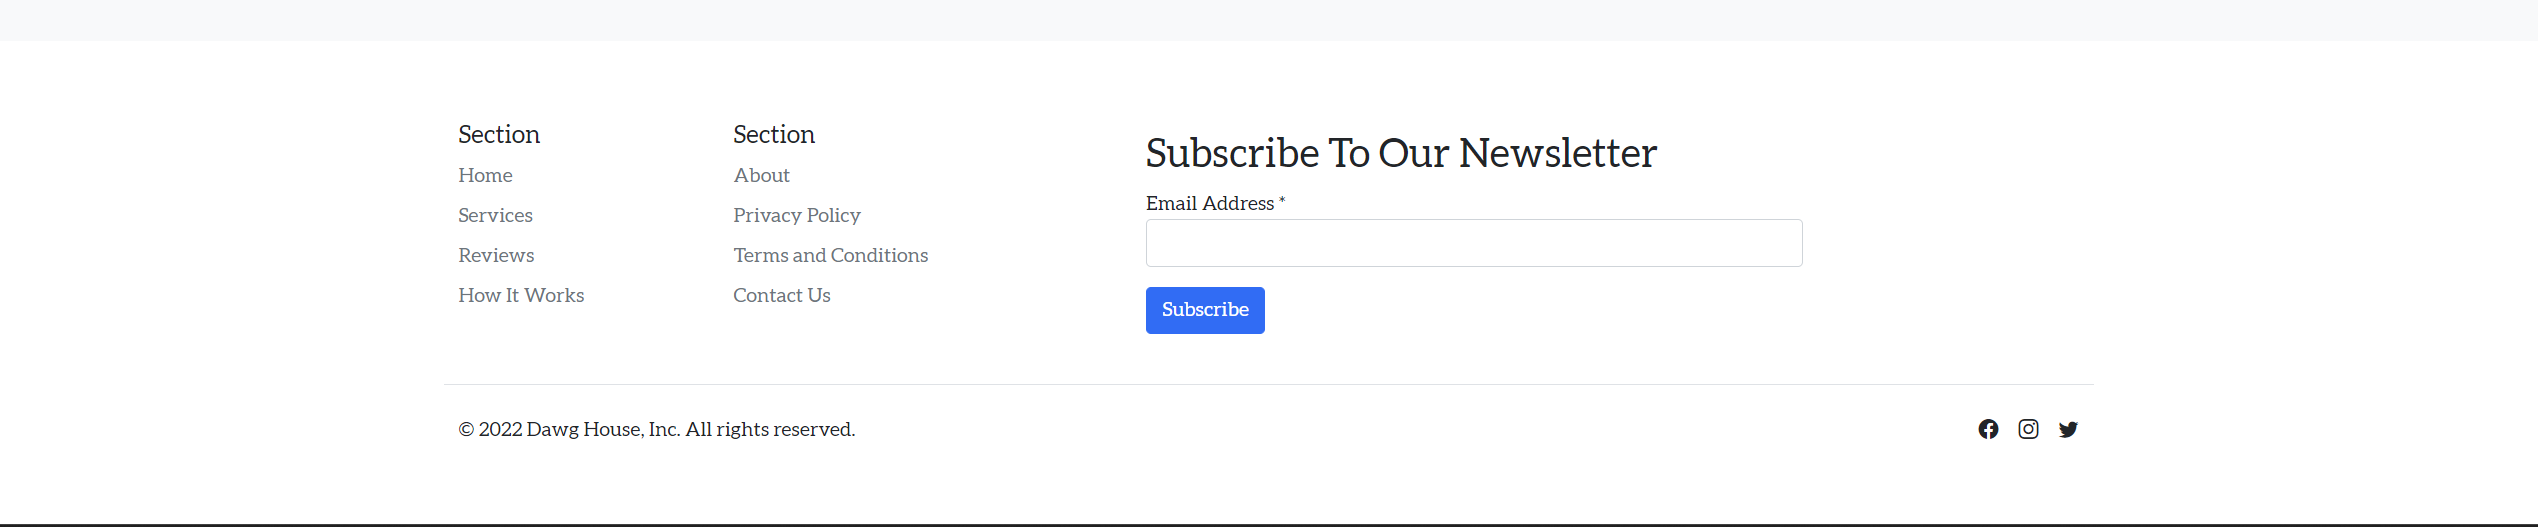 Section
Home
Services
Reviews
How It Works
Section
About
Privacy Policy
Terms and Conditions
Contact Us
Subscribe To Our Newsletter
Email Address *
Subscribe
© 2022 Dawg House, Inc. All rights reserved.